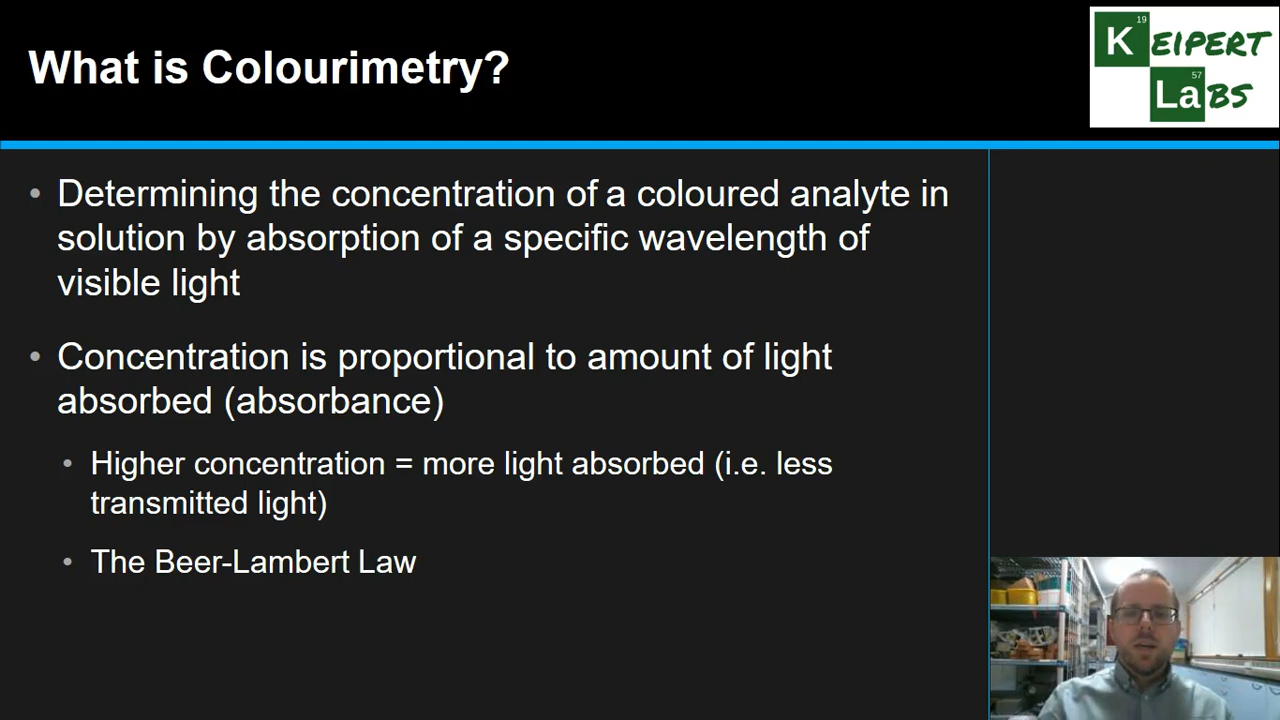 What is Colourimetry?
19
KEIPERT
57
LaBS
• Determining the concentration of a coloured analyte in
solution by absorption of a specific wavelength of
visible light
• Concentration is proportional to amount of light
absorbed (absorbance)
• Higher concentration = more light absorbed (i.e. less
transmitted light)
• The Beer-Lambert Law